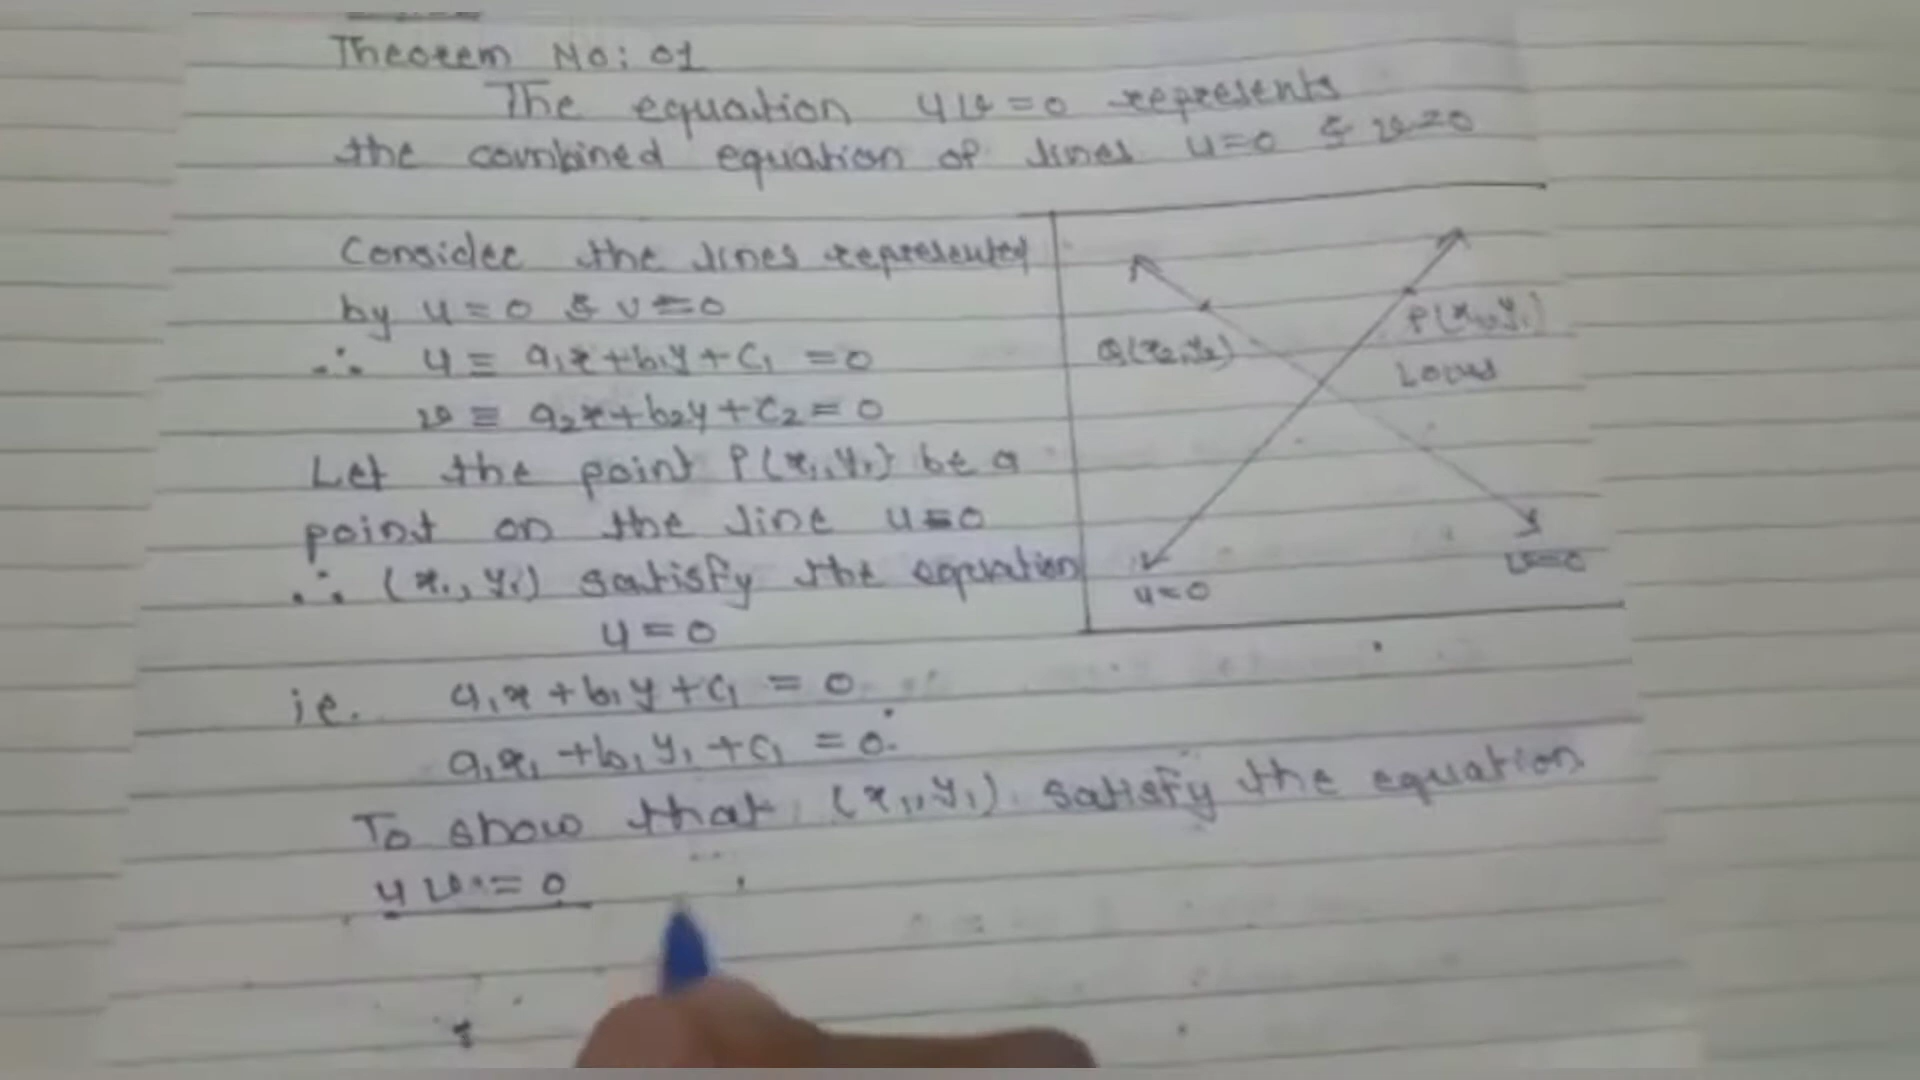 Theorem No: 01
The equation uv=0 represents
the combined equation of lines u=0 & v=0
Consider the lines represented
by u=0 & v=0
∴ u ≡ a₁x+b₁y+c₁ =0
v ≡ a₂x+b₂y+c₂=0
Let the point P(x₁,y₁) be a
point on the line u=0
∴ (x₁, y₁) satisfy the equation
u=0
ie. a₁x+b₁y+c₁ = 0
a₁x₁+b₁y₁+c₁ =0.
To show that (x₁,y₁) satisfy the equation
uv=0
P(x₁,y₁)
Q(x₂,y₂)
Locus
v=0
u=0